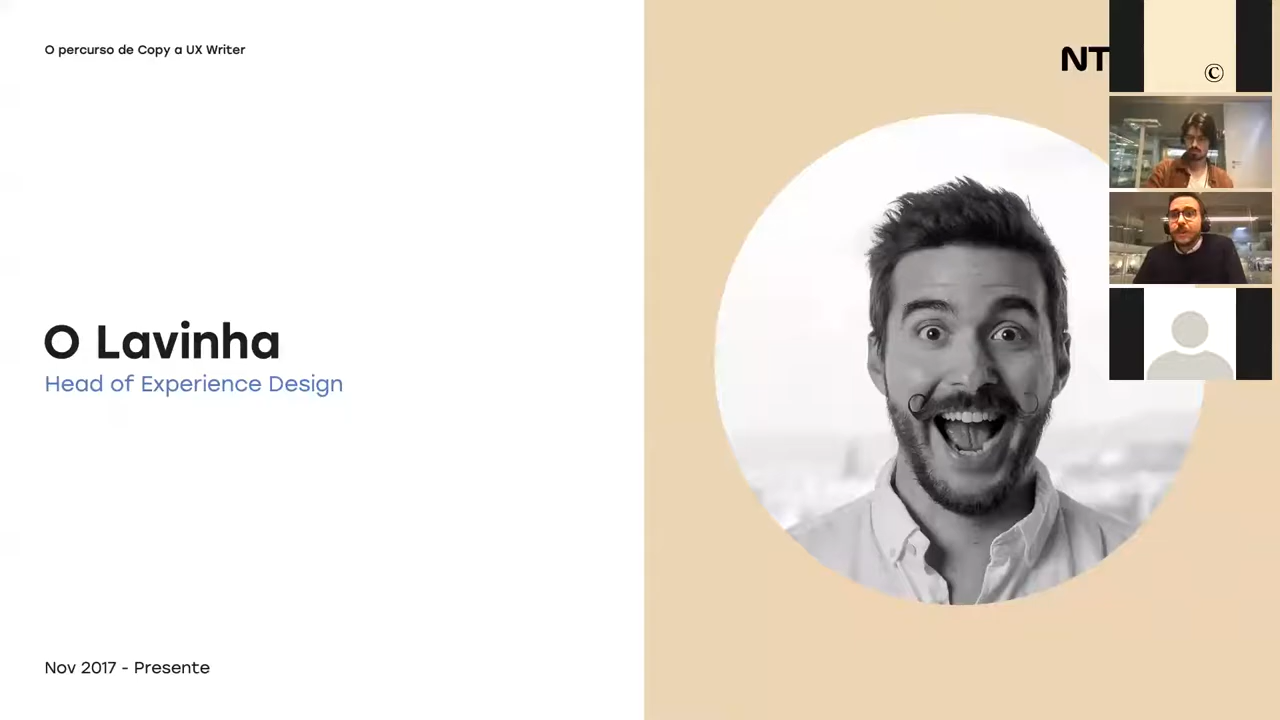 O percurso de Copy a UX Writer
NT
©
O Lavinha
Head of Experience Design
Nov 2017 - Presente